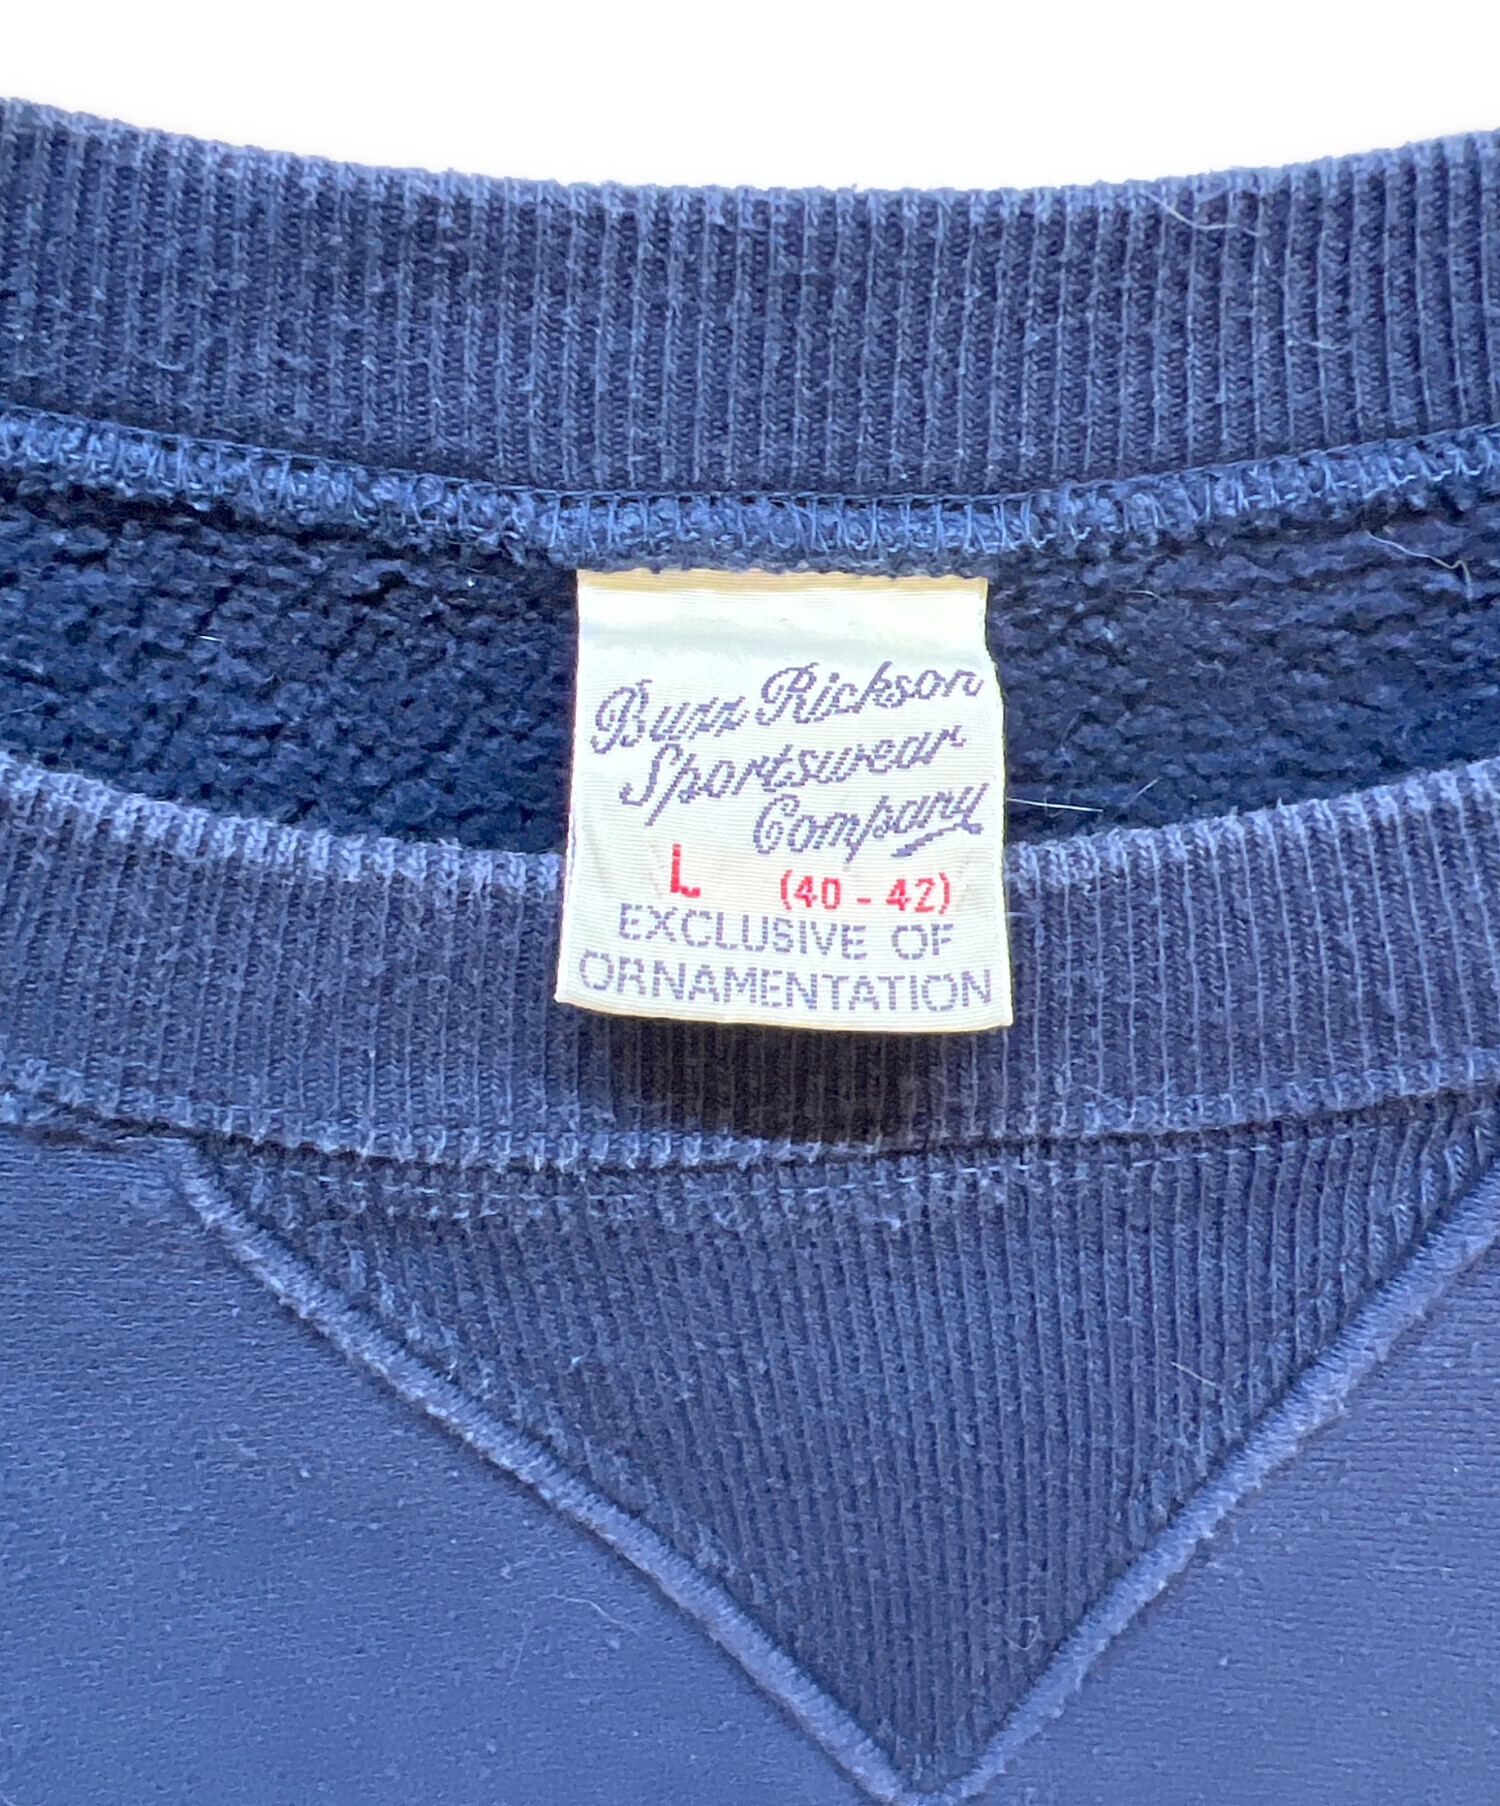 Buzz Rickson
Sportswear
Company
L (40 - 42)
EXCLUSIVE OF
ORNAMENTATION